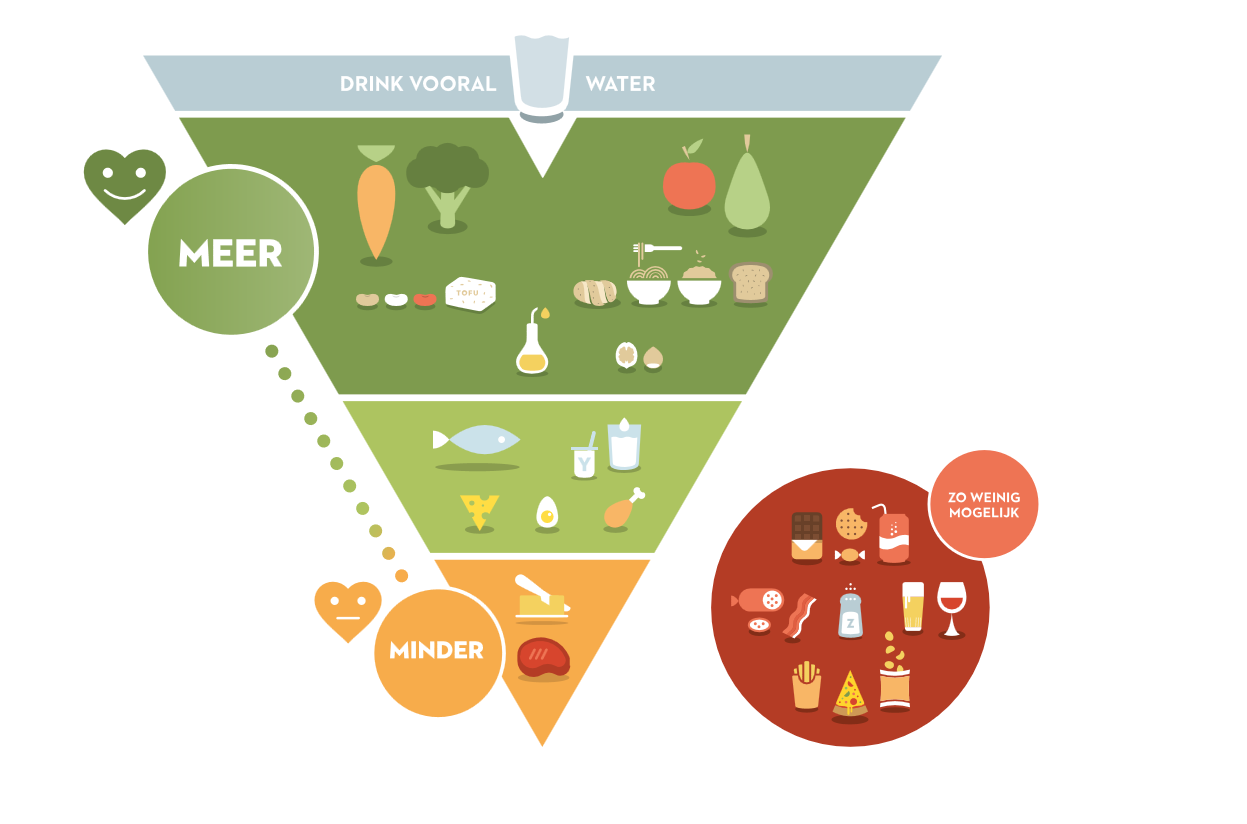 DRINK VOORAL WATER
MEER
TOFU
Y
ZO WEINIG
MOGELIJK
Z
MINDER